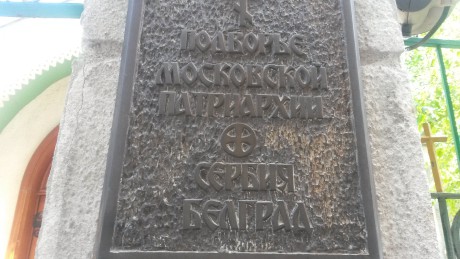 ПОДВОРЬЕ
МОСКОВСКОЙ
ПАТРИАРХИИ
СЕРБИЯ
БЕЛГРАД